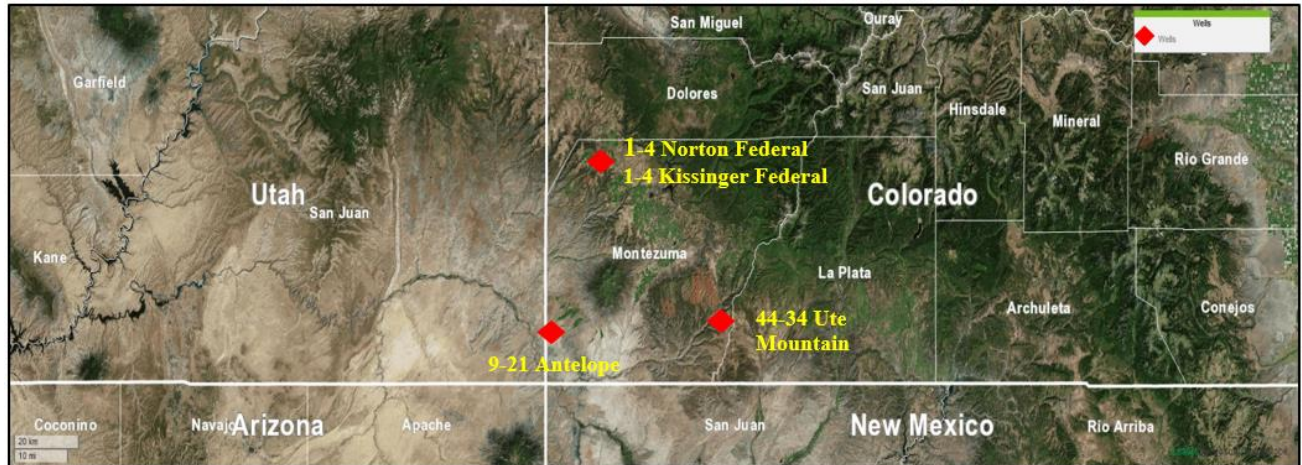 San Miguel
Ouray
Wells
Wells
Garfield
Dolores
San Juan
Hinsdale
Mineral
Rio Grande
1-4 Norton Federal
1-4 Kissinger Federal
Utah
San Juan
Colorado
Kane
Montezuma
La Plata
Archuleta
Conejos
44-34 Ute
Mountain
9-21 Antelope
Coconino
Navajo
Arizona
Apache
San Juan
New Mexico
Rio Arriba
20 km
10 mi